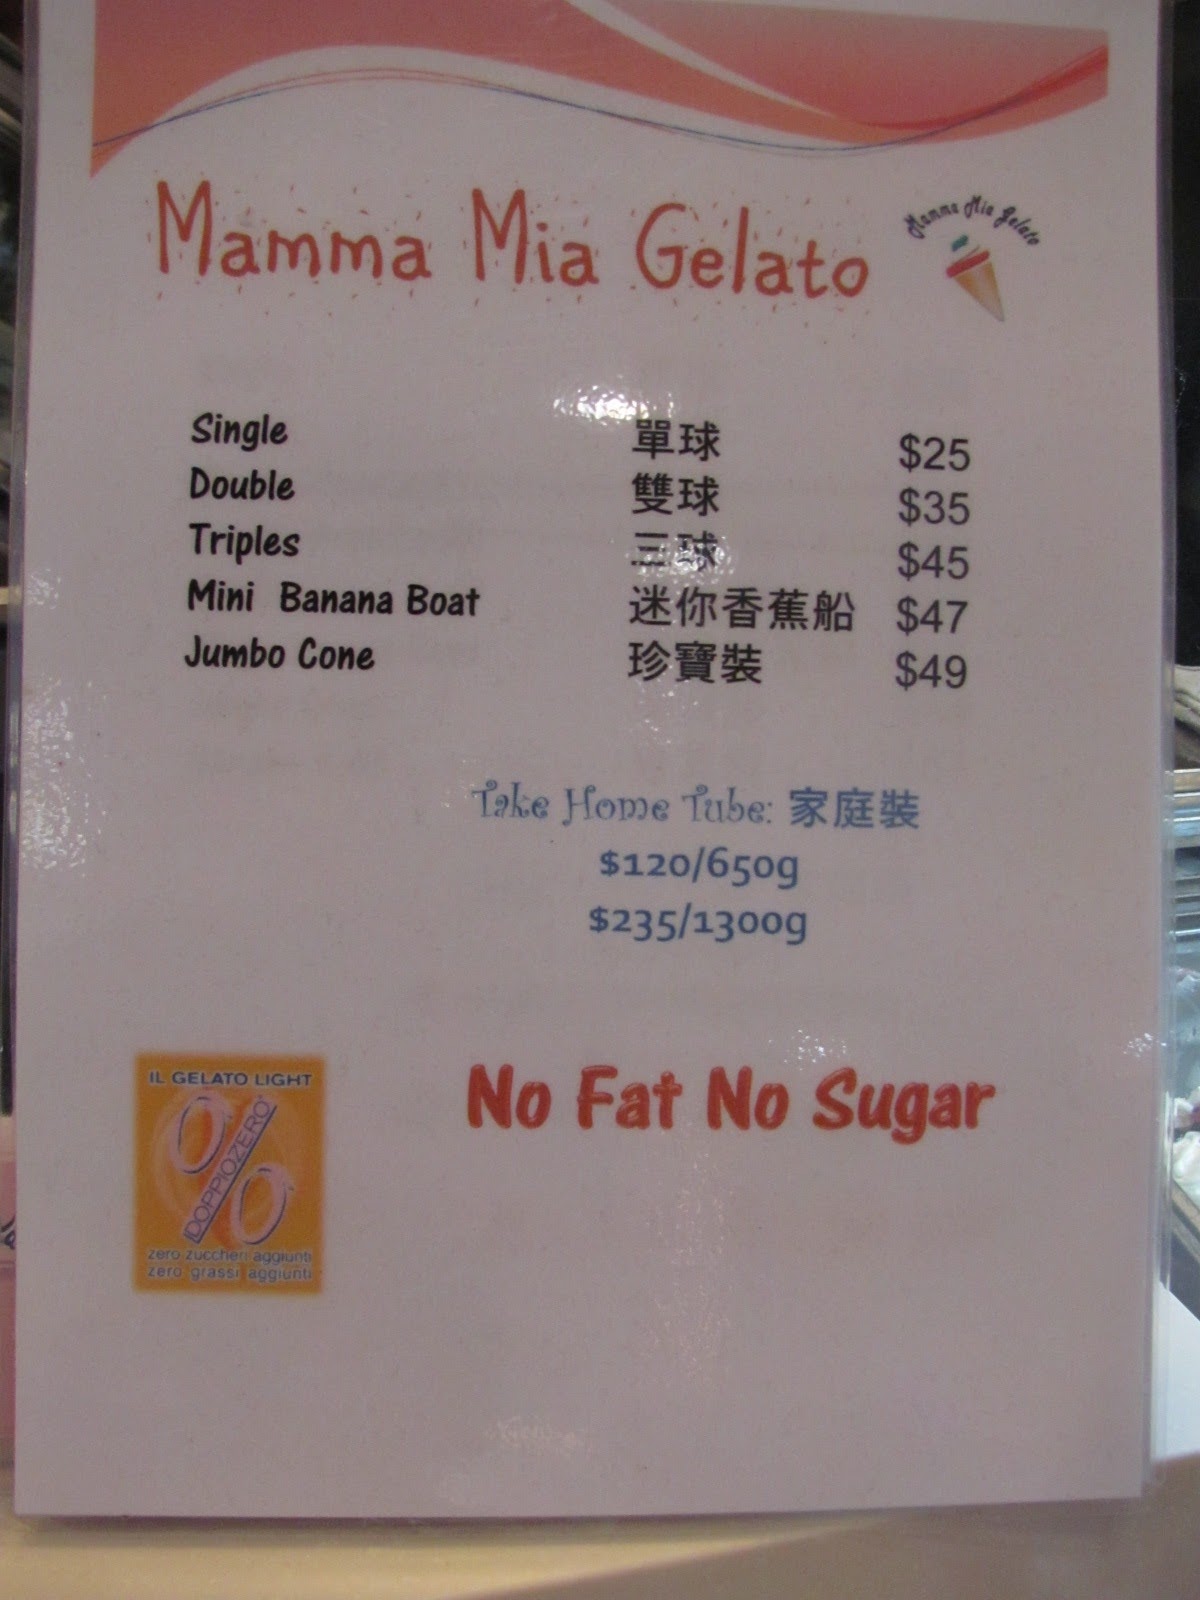 Mamma Mia Gelato
Mamma Mia Gelato
Single 單球 $25
Double 雙球 $35
Triples 三球 $45
Mini Banana Boat 迷你香蕉船 $47
Jumbo Cone 珍寶裝 $49
Take Home Tube: 家庭裝
$120/650g
$235/1300g
No Fat No Sugar
IL GELATO LIGHT
DOPPIOZERO
zero zuccheri aggiunti
zero grassi aggiunti